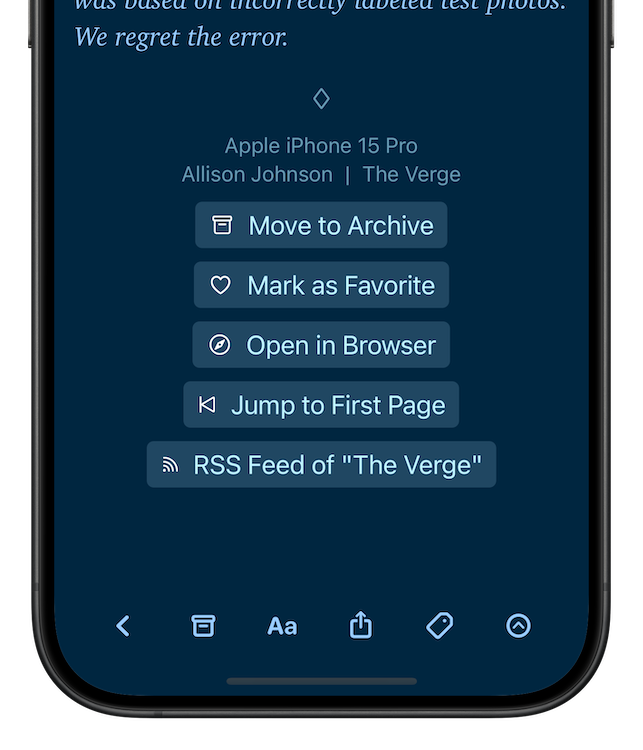 was based on incorrectly labeled test photos.
We regret the error.
Apple iPhone 15 Pro
Allison Johnson | The Verge
Move to Archive
Mark as Favorite
Open in Browser
Jump to First Page
RSS Feed of "The Verge"
Aa